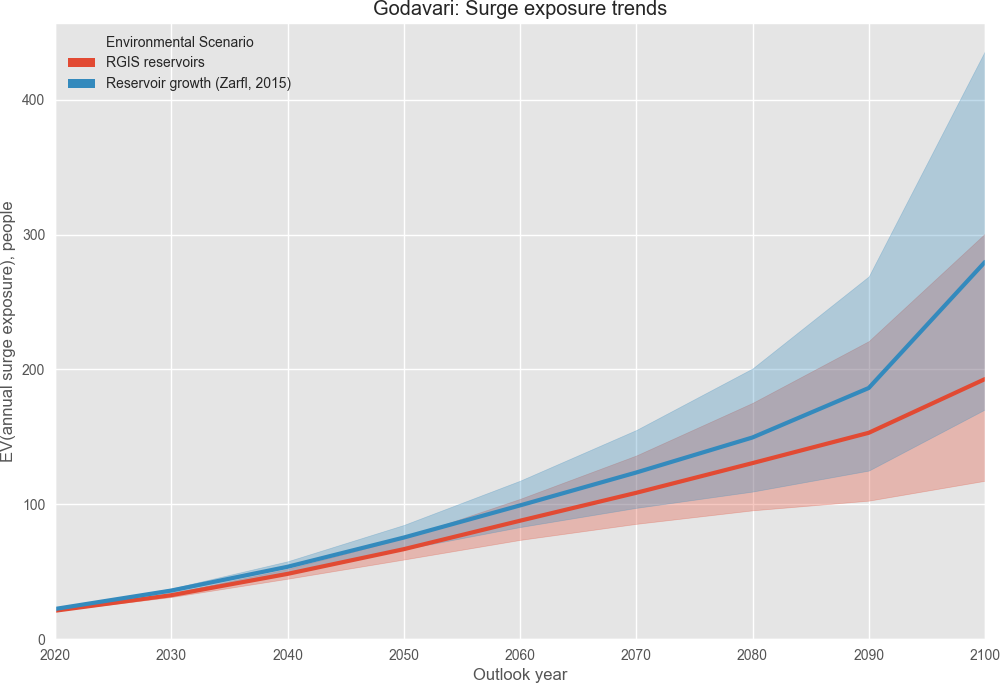 Godavari: Surge exposure trends
Environmental Scenario
RGIS reservoirs
Reservoir growth (Zarfl, 2015)
EV(annual surge exposure), people
400
300
200
100
0
2020 2030 2040 2050 2060 2070 2080 2090 2100
Outlook year